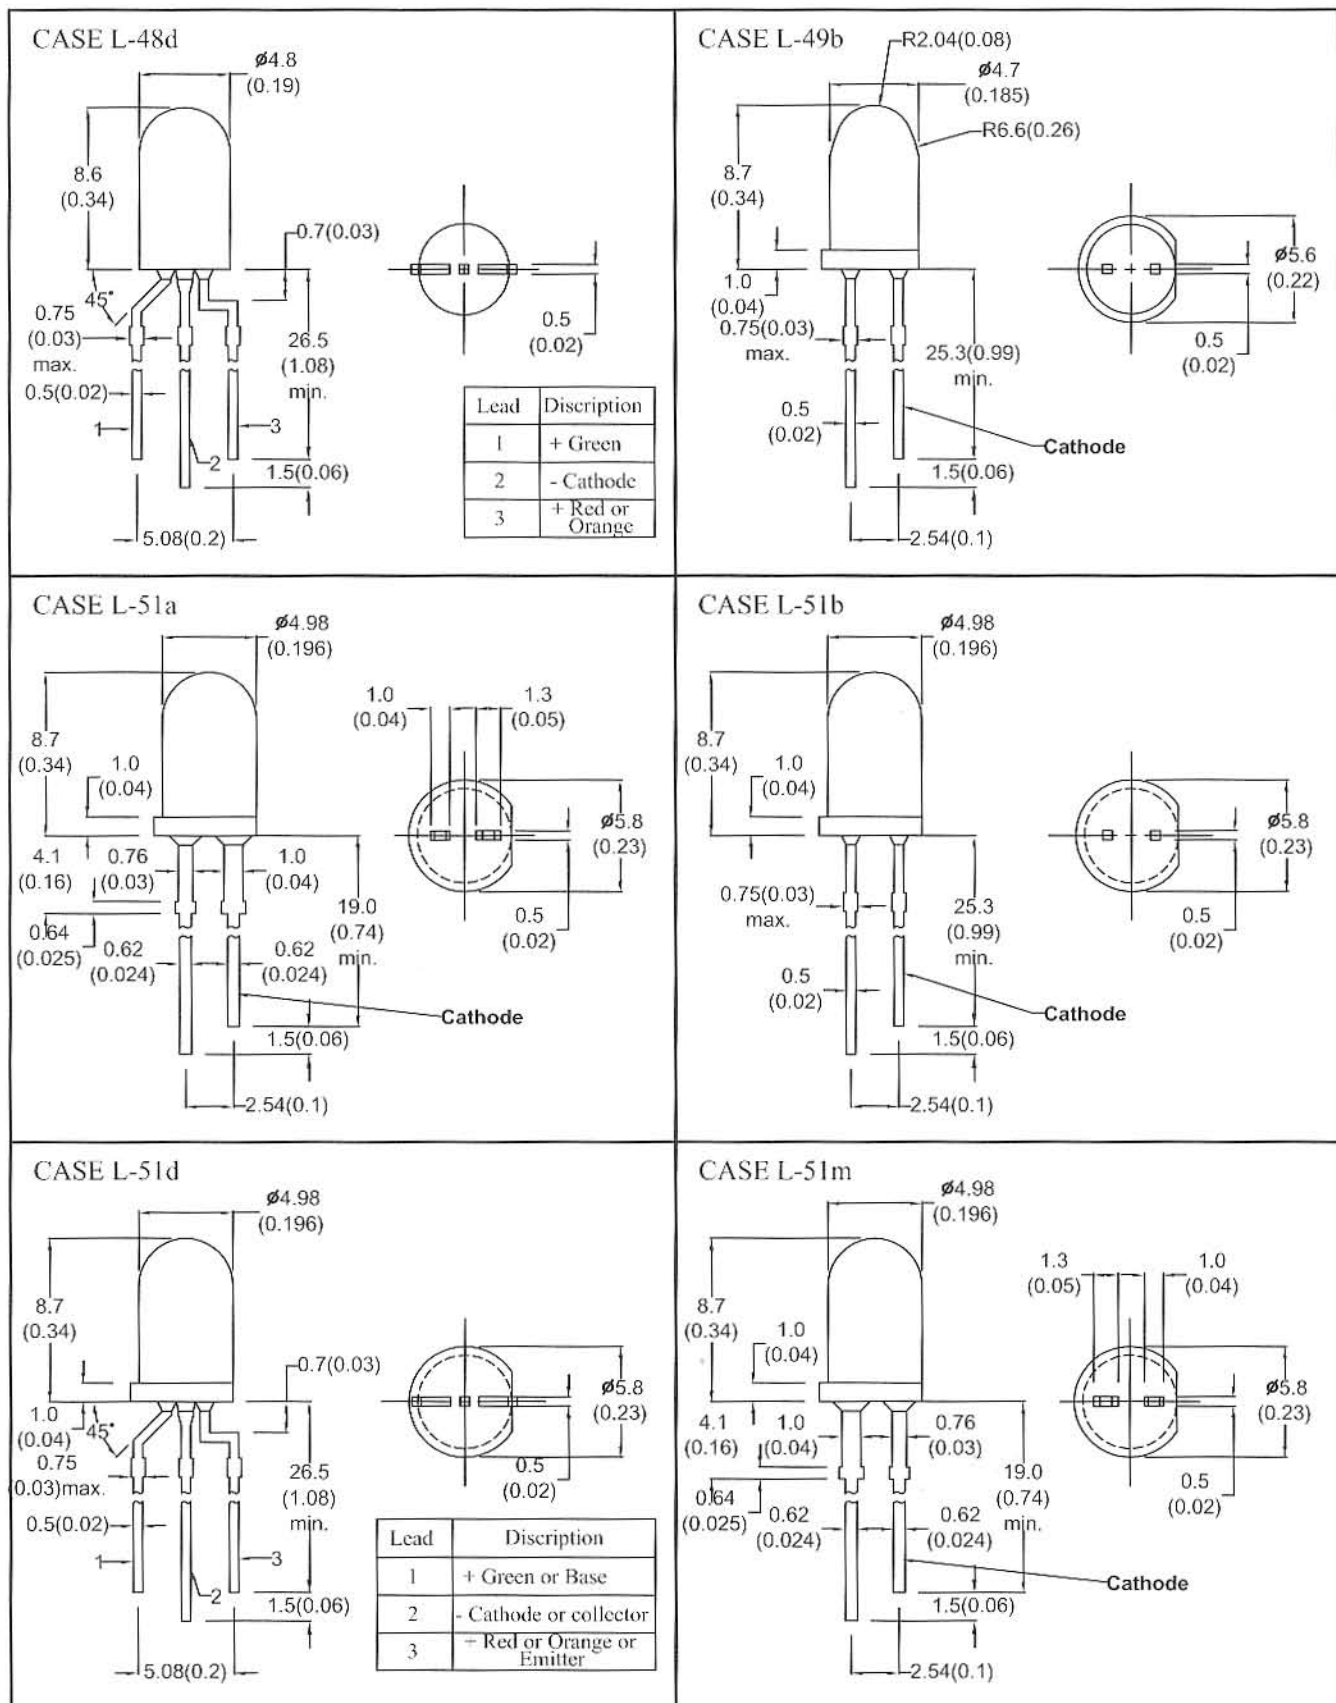 CASE L-48d
ø4.8
(0.19)
8.6
(0.34)
0.7(0.03)
45°
0.75
(0.03)
max.
0.5(0.02)
26.5
(1.08)
min.
0.5
(0.02)
1
2
3
1.5(0.06)
5.08(0.2)
Lead Discription
1 + Green
2 - Cathode
3 + Red or
Orange
CASE L-49b
R2.04(0.08)
ø4.7
(0.185)
R6.6(0.26)
8.7
(0.34)
1.0
(0.04)
0.75(0.03)
max.
25.3(0.99)
min.
ø5.6
(0.22)
0.5
(0.02)
0.5
(0.02)
Cathode
1.5(0.06)
2.54(0.1)
CASE L-51a
ø4.98
(0.196)
8.7
(0.34)
1.0
(0.04)
1.0
(0.04)
1.3
(0.05)
4.1
(0.16)
0.76
(0.03)
1.0
(0.04)
19.0
(0.74)
min.
ø5.8
(0.23)
0.5
(0.02)
0.64
(0.025)
0.62
(0.024)
0.62
(0.024)
Cathode
1.5(0.06)
2.54(0.1)
CASE L-51b
ø4.98
(0.196)
8.7
(0.34)
1.0
(0.04)
0.75(0.03)
max.
25.3
(0.99)
min.
ø5.8
(0.23)
0.5
(0.02)
0.5
(0.02)
Cathode
1.5(0.06)
2.54(0.1)
CASE L-51d
ø4.98
(0.196)
8.7
(0.34)
0.7(0.03)
1.0
(0.04)
45°
0.75
(0.03)max.
0.5(0.02)
26.5
(1.08)
min.
ø5.8
(0.23)
0.5
(0.02)
1
2
3
1.5(0.06)
5.08(0.2)
Lead Discription
1 + Green or Base
2 - Cathode or collector
3 + Red or Orange or
Emitter
CASE L-51m
ø4.98
(0.196)
8.7
(0.34)
1.0
(0.04)
1.3
(0.05)
1.0
(0.04)
4.1
(0.16)
1.0
(0.04)
0.76
(0.03)
19.0
(0.74)
min.
ø5.8
(0.23)
0.5
(0.02)
0.64
(0.025)
0.62
(0.024)
0.62
(0.024)
Cathode
1.5(0.06)
2.54(0.1)